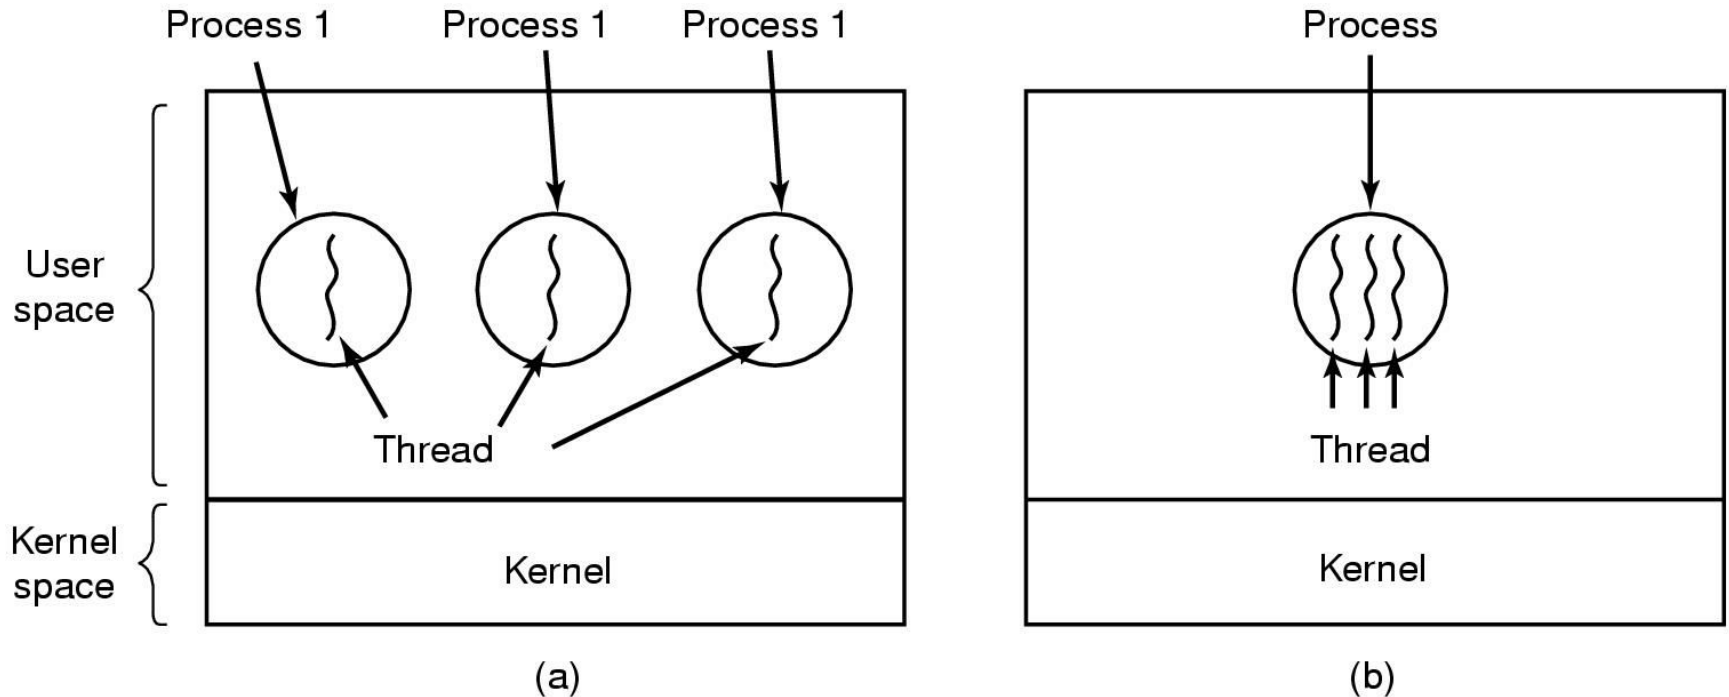 Process 1
Process 1
Process 1
Process
User
space
Thread
Thread
Kernel
space
Kernel
Kernel
(a)
(b)